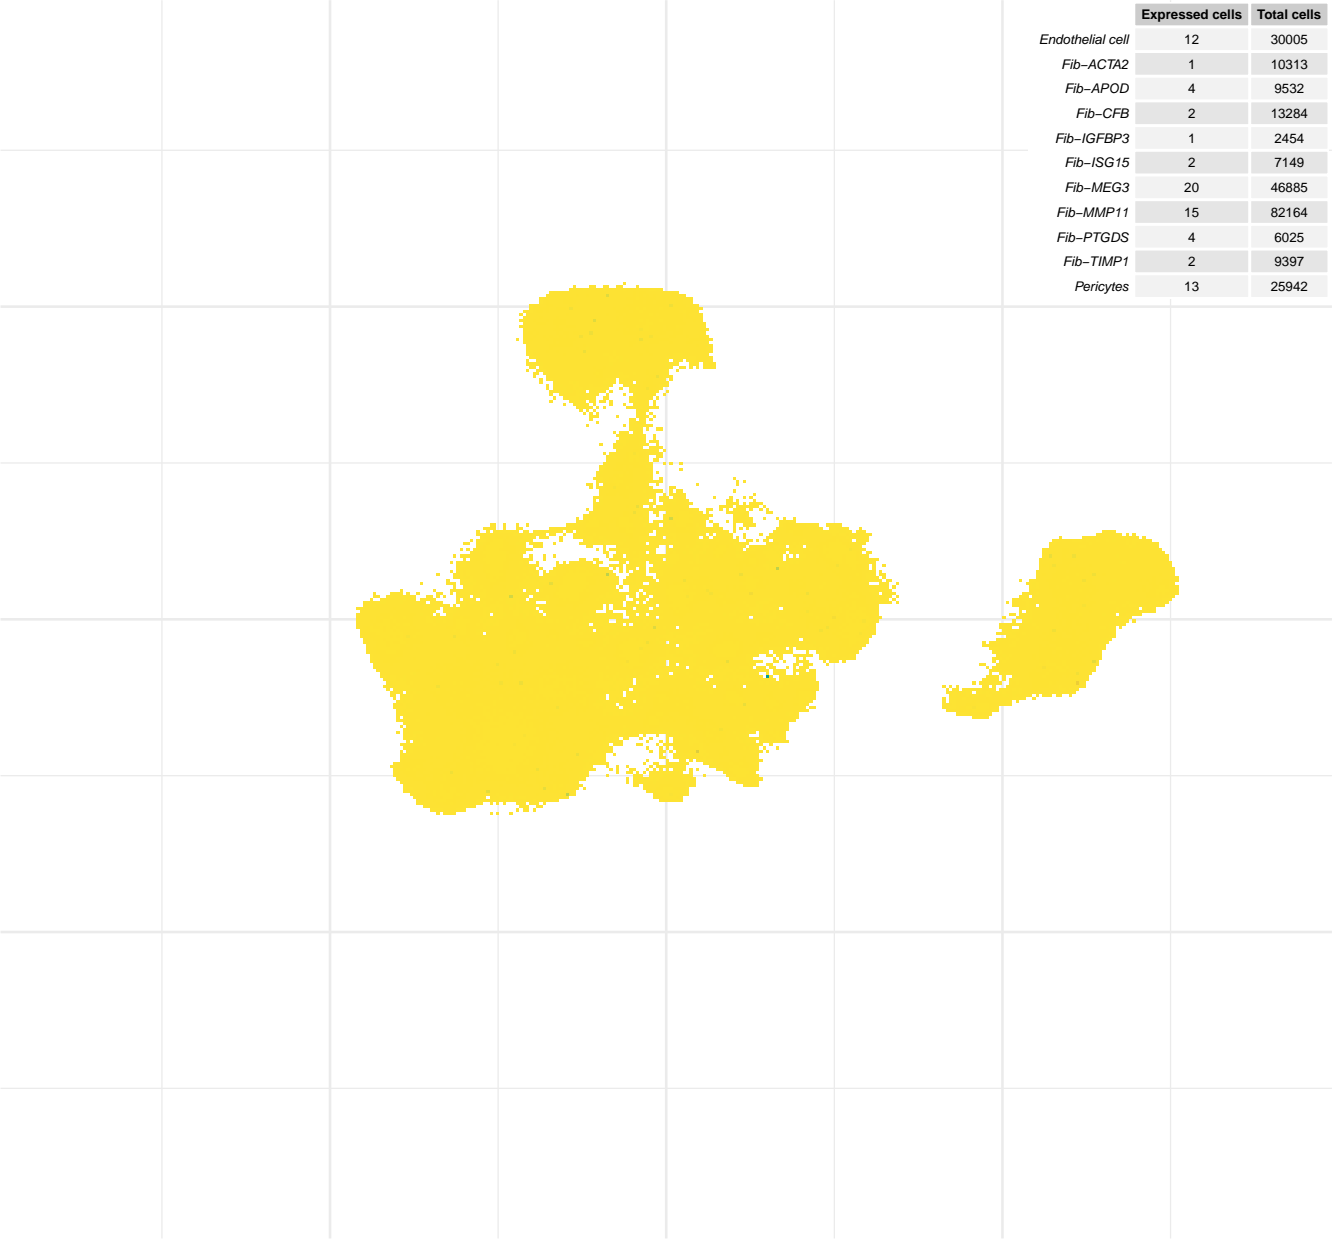 Expressed cells Total cells
Endothelial cell 12 30005
Fib−ACTA2 1 10313
Fib−APOD 4 9532
Fib−CFB 2 13284
Fib−IGFBP3 1 2454
Fib−ISG15 2 7149
Fib−MEG3 20 46885
Fib−MMP11 15 82164
Fib−PTGDS 4 6025
Fib−TIMP1 2 9397
Pericytes 13 25942